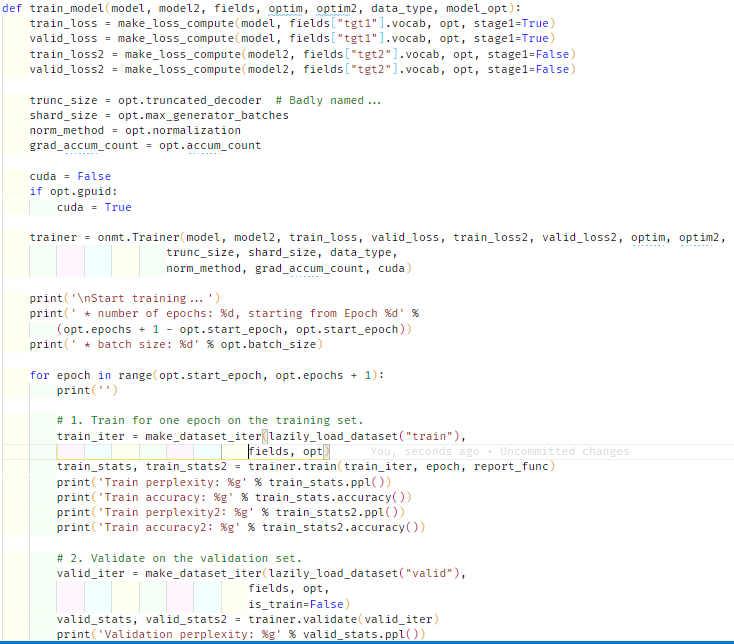 def train_model(model, model2, fields, optim, optim2, data_type, model_opt):
    train_loss = make_loss_compute(model, fields["tgt1"].vocab, opt, stage1=True)
    valid_loss = make_loss_compute(model, fields["tgt1"].vocab, opt, stage1=True)
    train_loss2 = make_loss_compute(model2, fields["tgt2"].vocab, opt, stage1=False)
    valid_loss2 = make_loss_compute(model2, fields["tgt2"].vocab, opt, stage1=False)

    trunc_size = opt.truncated_decoder  # Badly named...
    shard_size = opt.max_generator_batches
    norm_method = opt.normalization
    grad_accum_count = opt.accum_count

    cuda = False
    if opt.gpuid:
        cuda = True

    trainer = onmt.Trainer(model, model2, train_loss, valid_loss, train_loss2, valid_loss2, optim, optim2,
                        trunc_size, shard_size, data_type,
                        norm_method, grad_accum_count, cuda)

    print('\nStart training...')
    print(' * number of epochs: %d, starting from Epoch %d' %
        (opt.epochs + 1 - opt.start_epoch, opt.start_epoch))
    print(' * batch size: %d' % opt.batch_size)

    for epoch in range(opt.start_epoch, opt.epochs + 1):
        print('')

        # 1. Train for one epoch on the training set.
        train_iter = make_dataset_iter(lazily_load_dataset("train"),
                                    fields, opt)      You, seconds ago • Uncommitted changes
        train_stats, train_stats2 = trainer.train(train_iter, epoch, report_func)
        print('Train perplexity: %g' % train_stats.ppl())
        print('Train accuracy: %g' % train_stats.accuracy())
        print('Train perplexity2: %g' % train_stats2.ppl())
        print('Train accuracy2: %g' % train_stats2.accuracy())

        # 2. Validate on the validation set.
        valid_iter = make_dataset_iter(lazily_load_dataset("valid"),
                                    fields, opt,
                                    is_train=False)
        valid_stats, valid_stats2 = trainer.validate(valid_iter)
        print('Validation perplexity: %g' % valid_stats.ppl())